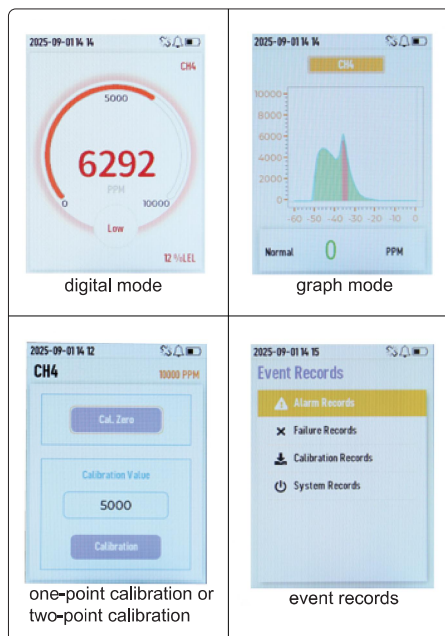 2025-09-01 14 14
CH4
5000
6292
PPM
0
10000
Low
12 %LEL
digital mode
2025-09-01 14 14
CH4
10000
8000
6000
4000
2000
0
-60 -50 -40 -30 -20 -10 0
Normal 0 PPM
graph mode
2025-09-01 14 12
CH4 10000 PPM
Cal. Zero
Calibration Value
5000
Calibration
one-point calibration or
two-point calibration
2025-09-01 14 15
Event Records
Alarm Records
Failure Records
Calibration Records
System Records
event records